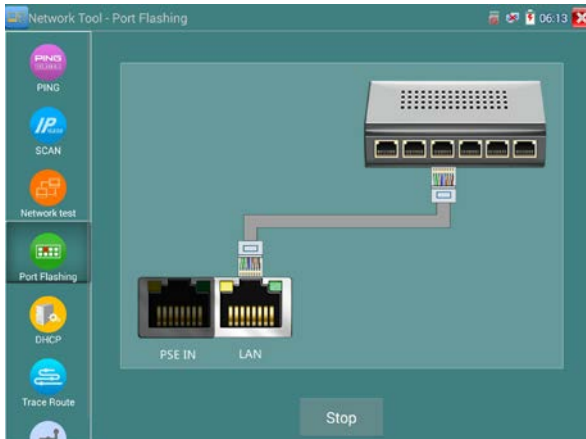 Network Tool - Port Flashing
06:13
PING
PING
IP
SCAN
Network test
Port Flashing
DHCP
Trace Route
PSE IN
LAN
Stop